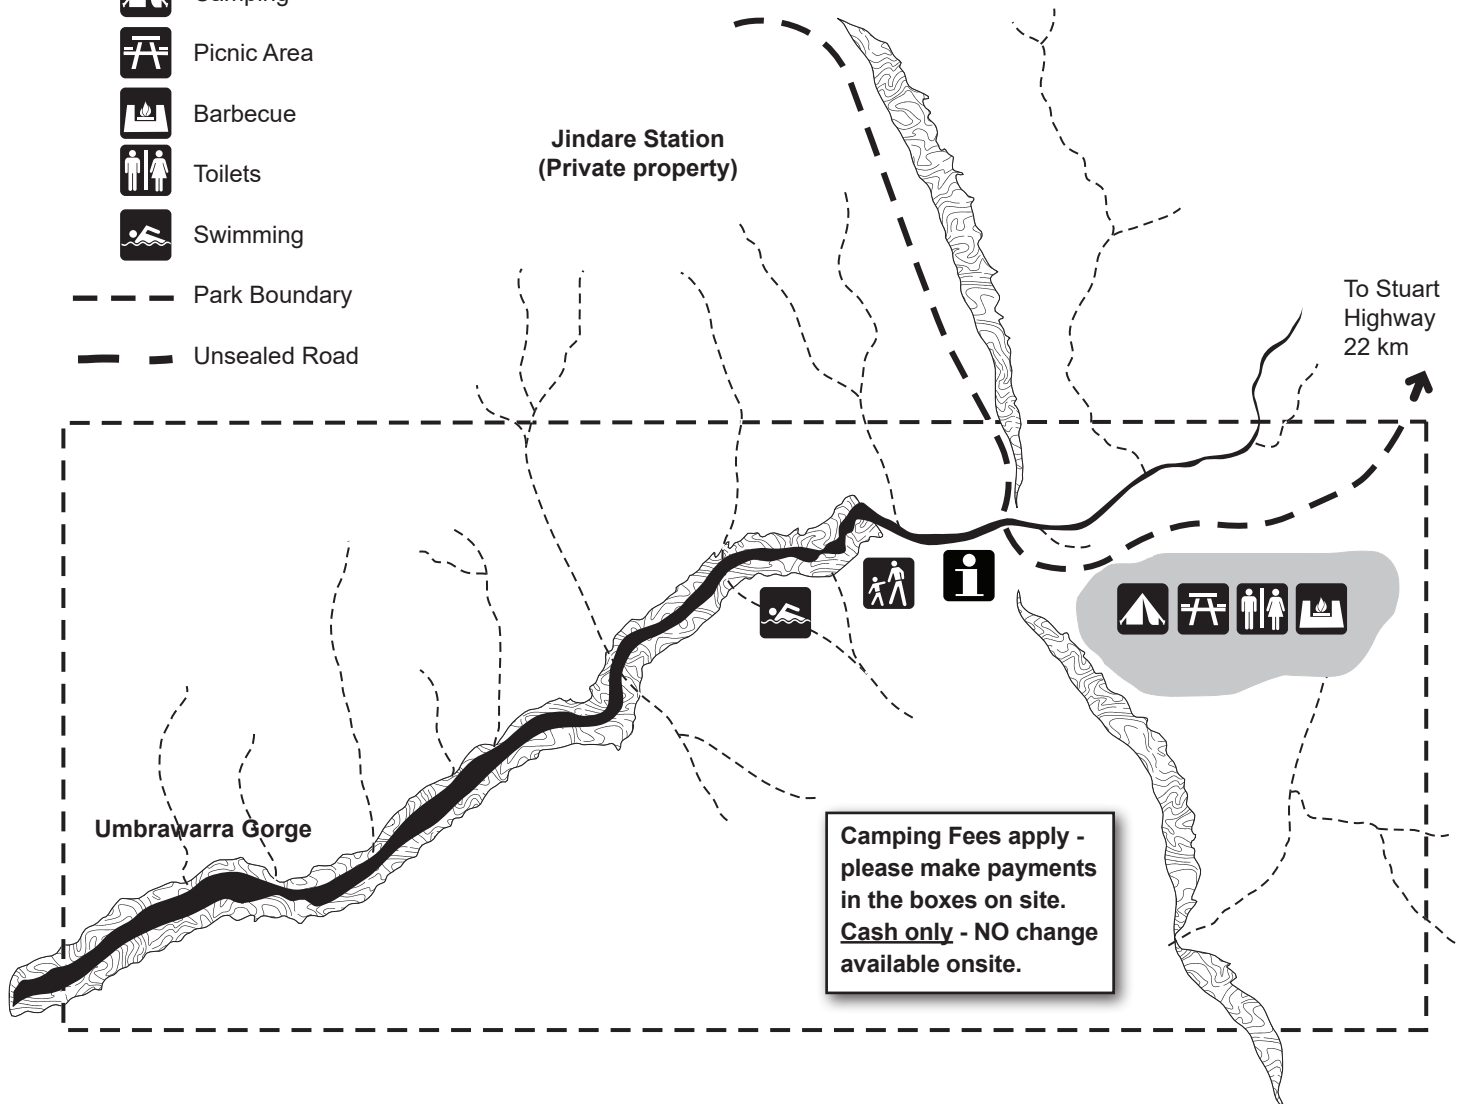 Camping
Picnic Area
Barbecue
Toilets
Swimming
Park Boundary
Unsealed Road
Jindare Station
(Private property)
To Stuart
Highway
22 km
Umbrawarra Gorge
Camping Fees apply -
please make payments
in the boxes on site.
Cash only - NO change
available onsite.